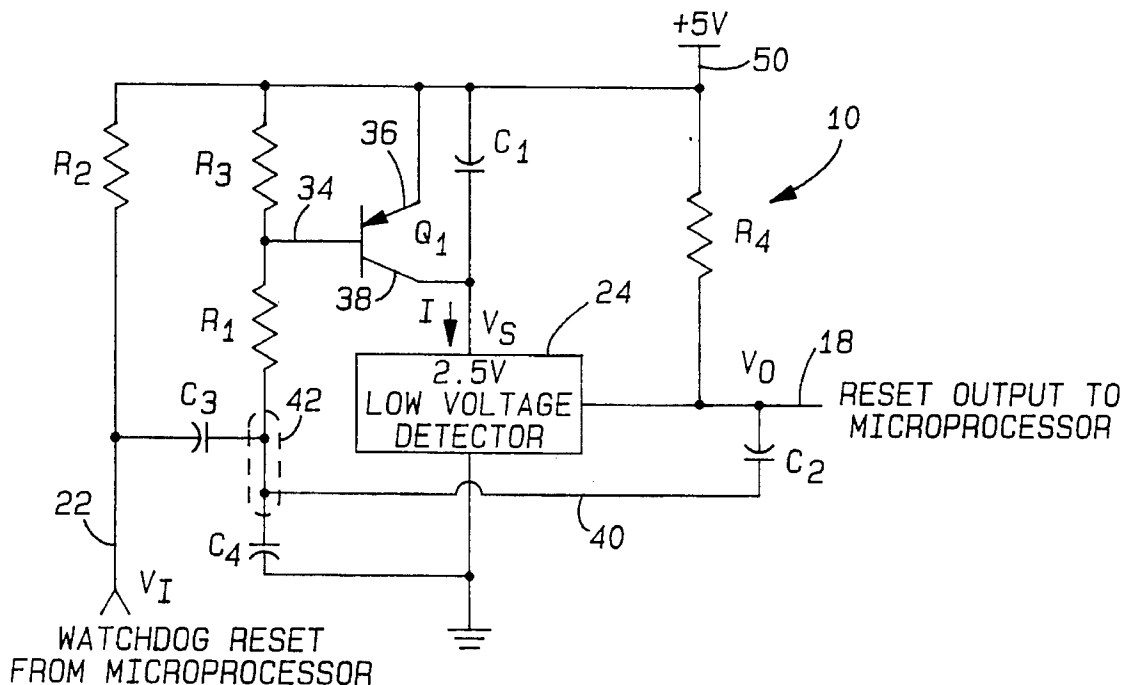 +5V
50
10
R2
R3
36
C1
34
Q1
R4
38
I
VS
24
R1
2.5V
LOW VOLTAGE
DETECTOR
VO
18
RESET OUTPUT TO
MICROPROCESSOR
C3
42
C2
22
40
C4
VI
WATCHDOG RESET
FROM MICROPROCESSOR